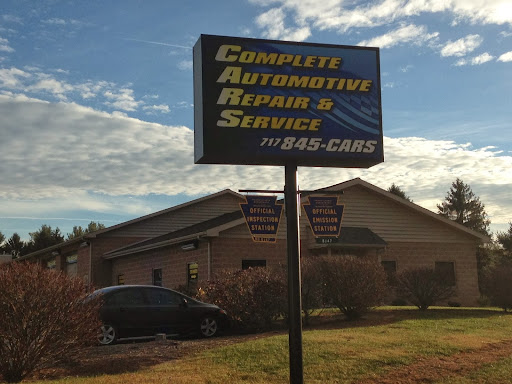 COMPLETE
AUTOMOTIVE
REPAIR &
SERVICE
717 845-CARS
OFFICIAL
INSPECTION
STATION
OFFICIAL
EMISSION
STATION